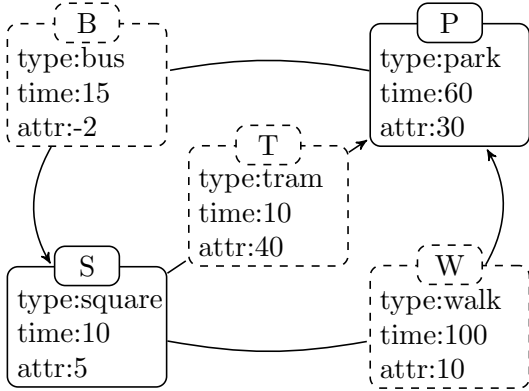 B
type:bus
time:15
attr:-2
P
type:park
time:60
attr:30
T
type:tram
time:10
attr:40
S
type:square
time:10
attr:5
W
type:walk
time:100
attr:10